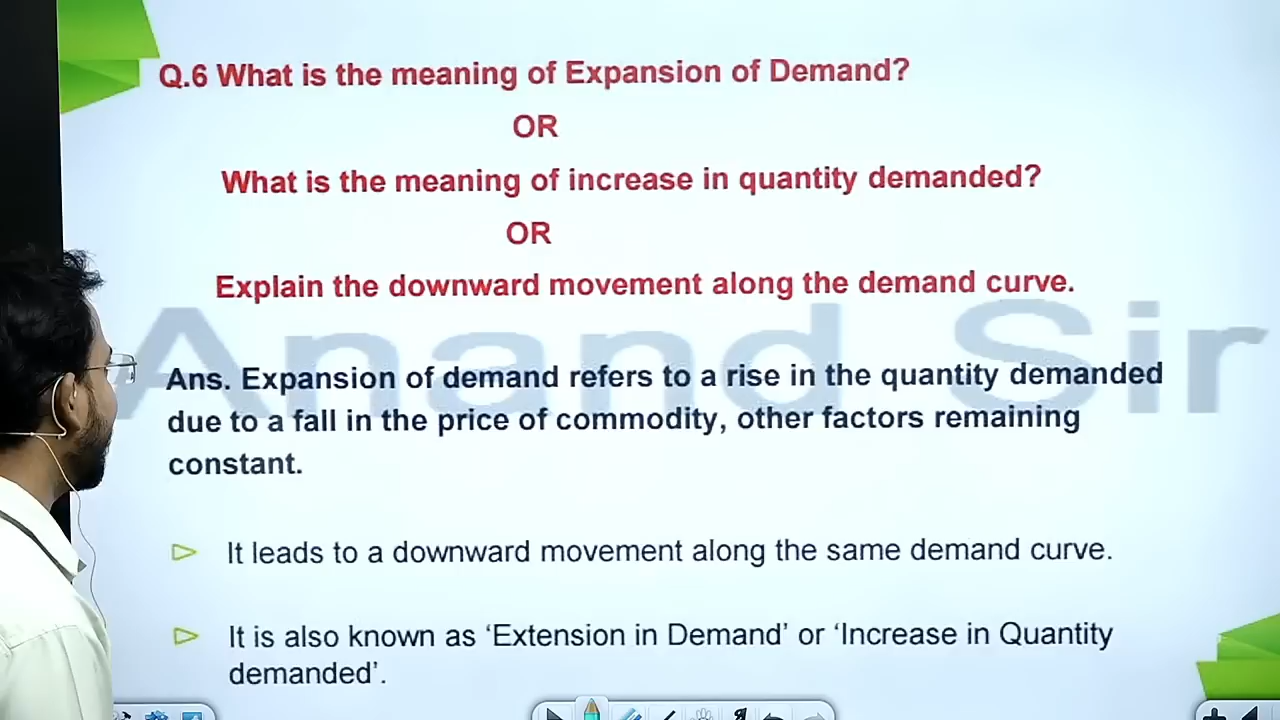 Q.6 What is the meaning of Expansion of Demand?
OR
What is the meaning of increase in quantity demanded?
OR
Explain the downward movement along the demand curve.
Anand Sir
Ans. Expansion of demand refers to a rise in the quantity demanded
due to a fall in the price of commodity, other factors remaining
constant.
It leads to a downward movement along the same demand curve.
It is also known as ‘Extension in Demand’ or ‘Increase in Quantity
demanded’.